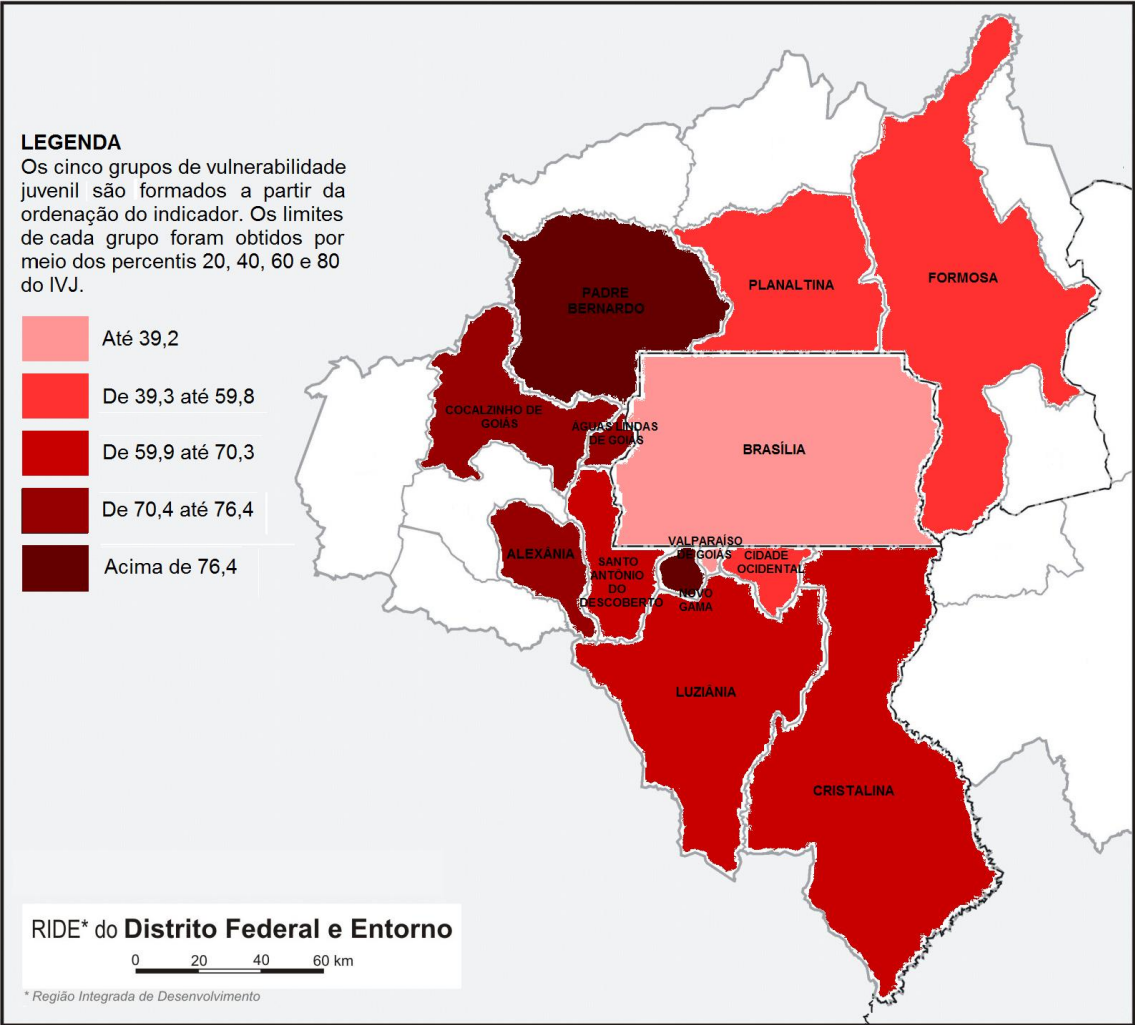 LEGENDA
Os cinco grupos de vulnerabilidade
juvenil são formados a partir da
ordenação do indicador. Os limites
de cada grupo foram obtidos por
meio dos percentis 20, 40, 60 e 80
do IVJ.
Até 39,2
De 39,3 até 59,8
De 59,9 até 70,3
De 70,4 até 76,4
Acima de 76,4
PADRE
BERNARDO
PLANALTINA
FORMOSA
COCALZINHO DE
GOIÁS
ÁGUAS LINDAS
DE GOIÁS
BRASÍLIA
ALEXÂNIA
SANTO
ANTÔNIO
DO
DESCOBERTO
VALPARAÍSO
DE GOIÁS
NOVO
GAMA
CIDADE
OCIDENTAL
LUZIÂNIA
CRISTALINA
RIDE* do Distrito Federal e Entorno
0 20 40 60 km
* Região Integrada de Desenvolvimento